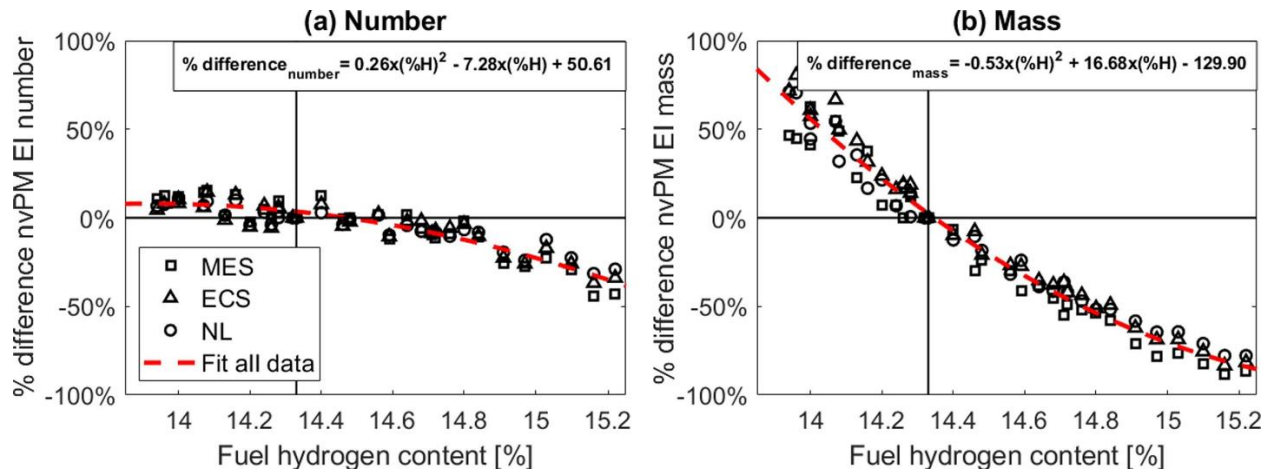 (a) Number
% difference nvPM EI number
100%
50%
0%
-50%
-100%
% difference_number = 0.26x(%H)² - 7.28x(%H) + 50.61
MES
ECS
NL
Fit all data
14 14.2 14.4 14.6 14.8 15 15.2
Fuel hydrogen content [%]
(b) Mass
% difference nvPM EI mass
100%
50%
0%
-50%
-100%
% difference_mass = -0.53x(%H)² + 16.68x(%H) - 129.90
14 14.2 14.4 14.6 14.8 15 15.2
Fuel hydrogen content [%]